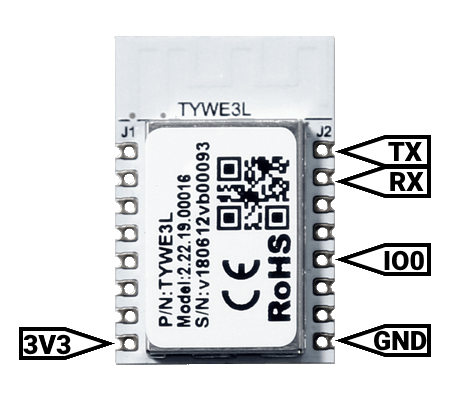 TYWE3L
J1
J2
TX
RX
IO0
3V3
GND
P/N:TYWE3L
Model:2.22.19.00016
S/N:v180612vb00093
CE
RoHS